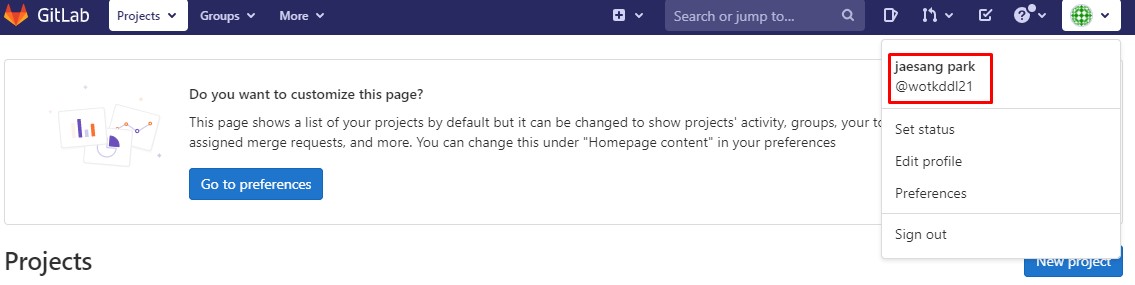 GitLab
Projects
Groups
More
Search or jump to...
jaesang park
@wotkddl21
Do you want to customize this page?
This page shows a list of your projects by default but it can be changed to show projects' activity, groups, your to
assigned merge requests, and more. You can change this under "Homepage content" in your preferences
Go to preferences
Set status
Edit profile
Preferences
Sign out
Projects
New project